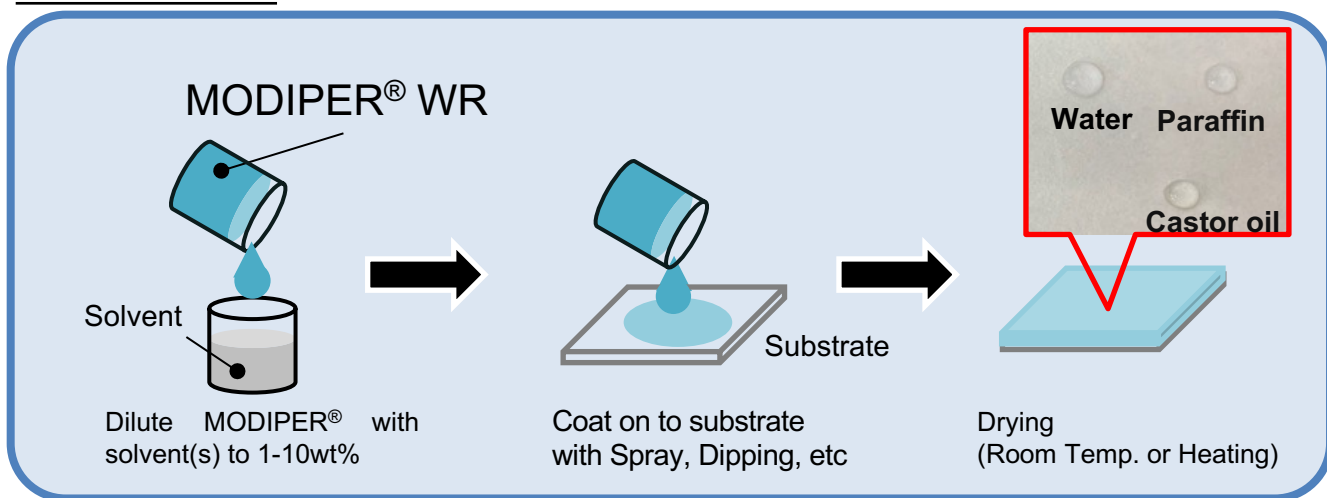 MODIPER® WR
Solvent
Dilute MODIPER® with
solvent(s) to 1-10wt%
Substrate
Coat on to substrate
with Spray, Dipping, etc
Water Paraffin
Castor oil
Drying
(Room Temp. or Heating)